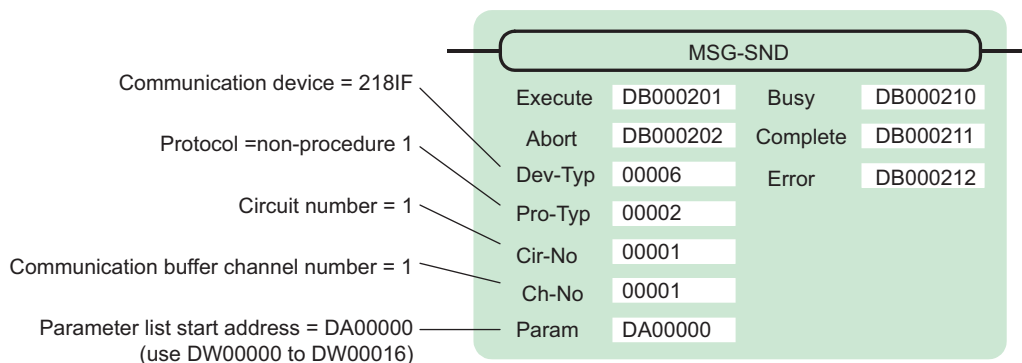 MSG-SND
Communication device = 218IF
Execute DB000201 Busy DB000210
Protocol =non-procedure 1
Abort DB000202 Complete DB000211
Dev-Typ 00006 Error DB000212
Circuit number = 1
Pro-Typ 00002
Communication buffer channel number = 1
Cir-No 00001
Ch-No 00001
Parameter list start address = DA00000
(use DW00000 to DW00016)
Param DA00000